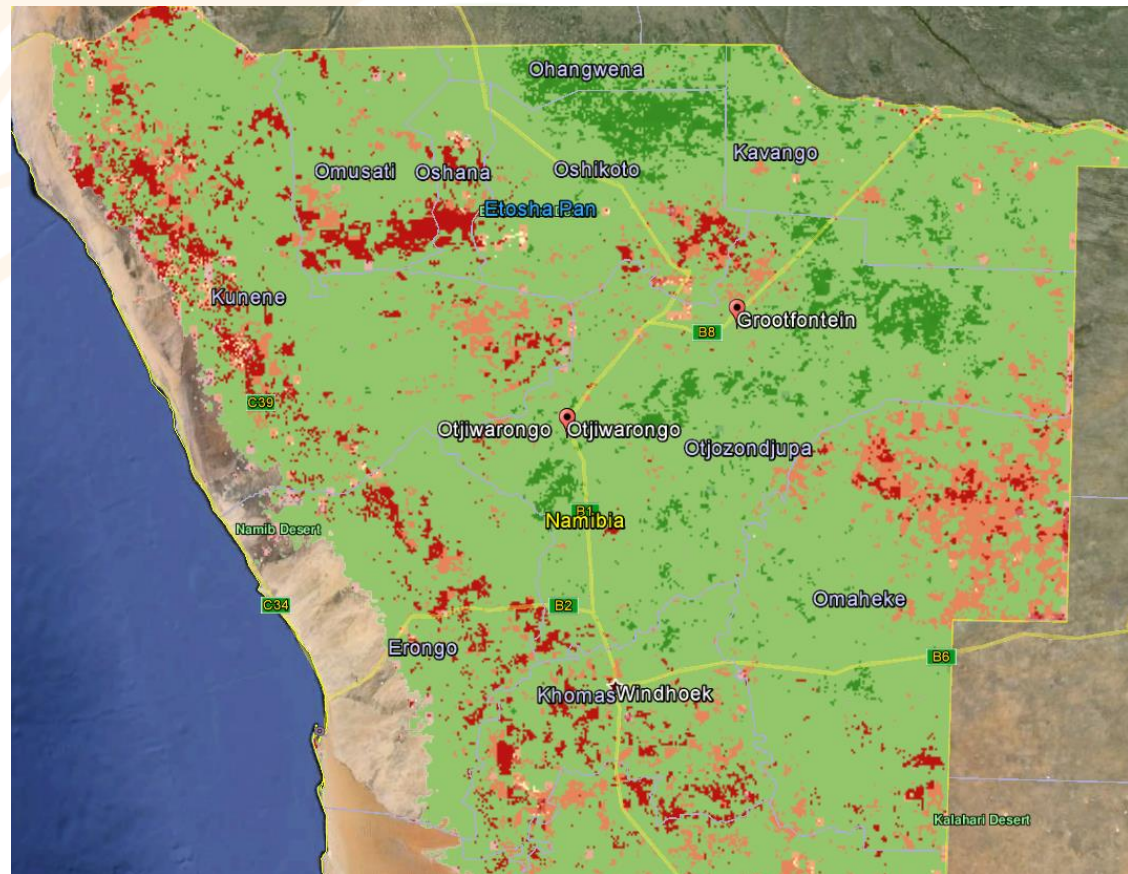 Ohangwena
Kavango
Omusati
Oshana
Oshikoto
Etosha Pan
Kunene
Grootfontein
B8
C39
Otjiwarongo
Otjiwarongo
Otjozondjupa
B1
Namibia
Namib Desert
C34
B2
Omaheke
Erongo
B6
Khomas
Windhoek
Kalahari Desert